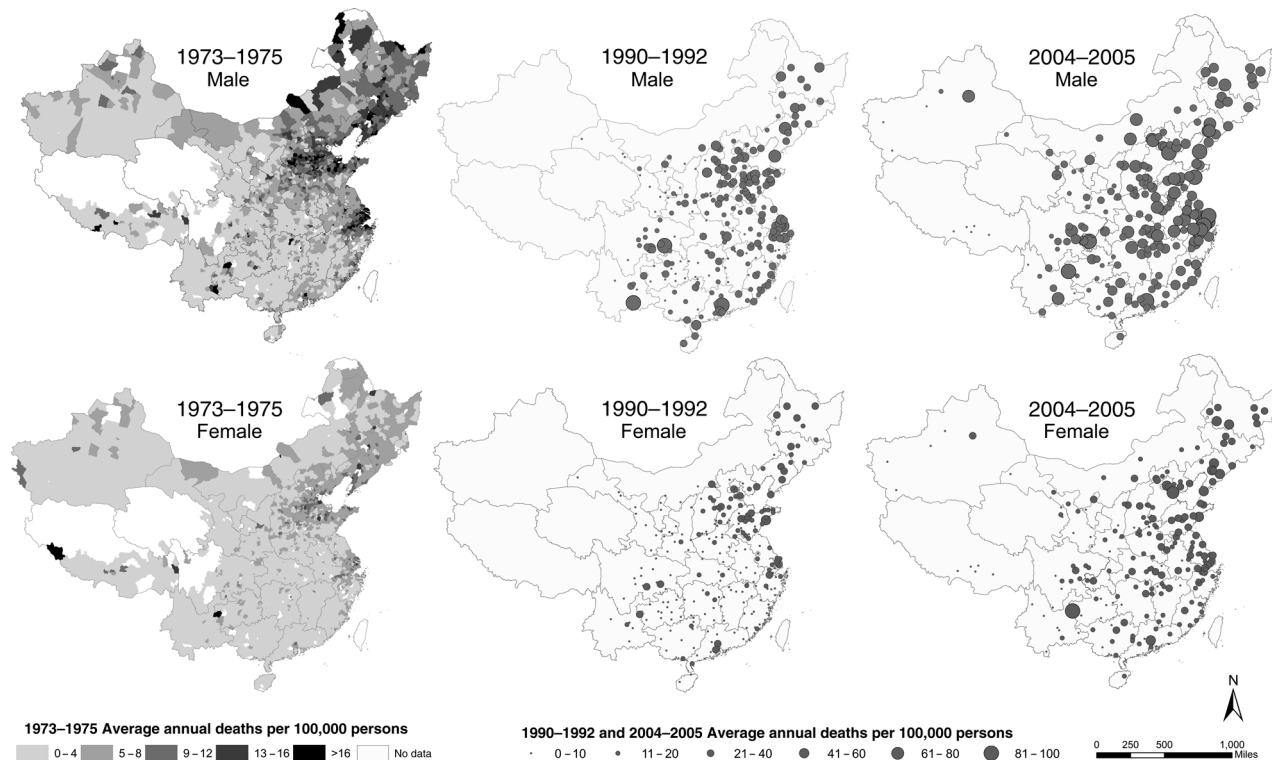 1973–1975
Male
1990–1992
Male
2004–2005
Male
1973–1975
Female
1990–1992
Female
2004–2005
Female
N
1973–1975 Average annual deaths per 100,000 persons
0–4 5–8 9–12 13–16 >16 No data
1990–1992 and 2004–2005 Average annual deaths per 100,000 persons
0–10 11–20 21–40 41–60 61–80 81–100
0 250 500 1,000
Miles